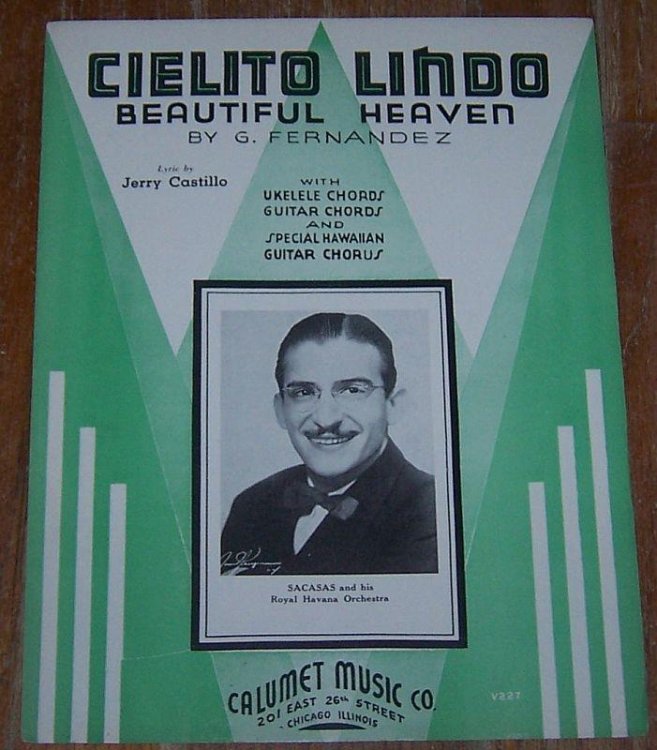 CIELITO LINDO
BEAUTIFUL HEAVEN
BY G. FERNANDEZ
Lyric by
Jerry Castillo
WITH
UKELELE CHORDS
GUITAR CHORDS
AND
SPECIAL HAWAIIAN
GUITAR CHORUS
SACASAS and his
Royal Havana Orchestra
CALUMET MUSIC CO.
201 EAST 26th STREET
CHICAGO ILLINOIS
V227